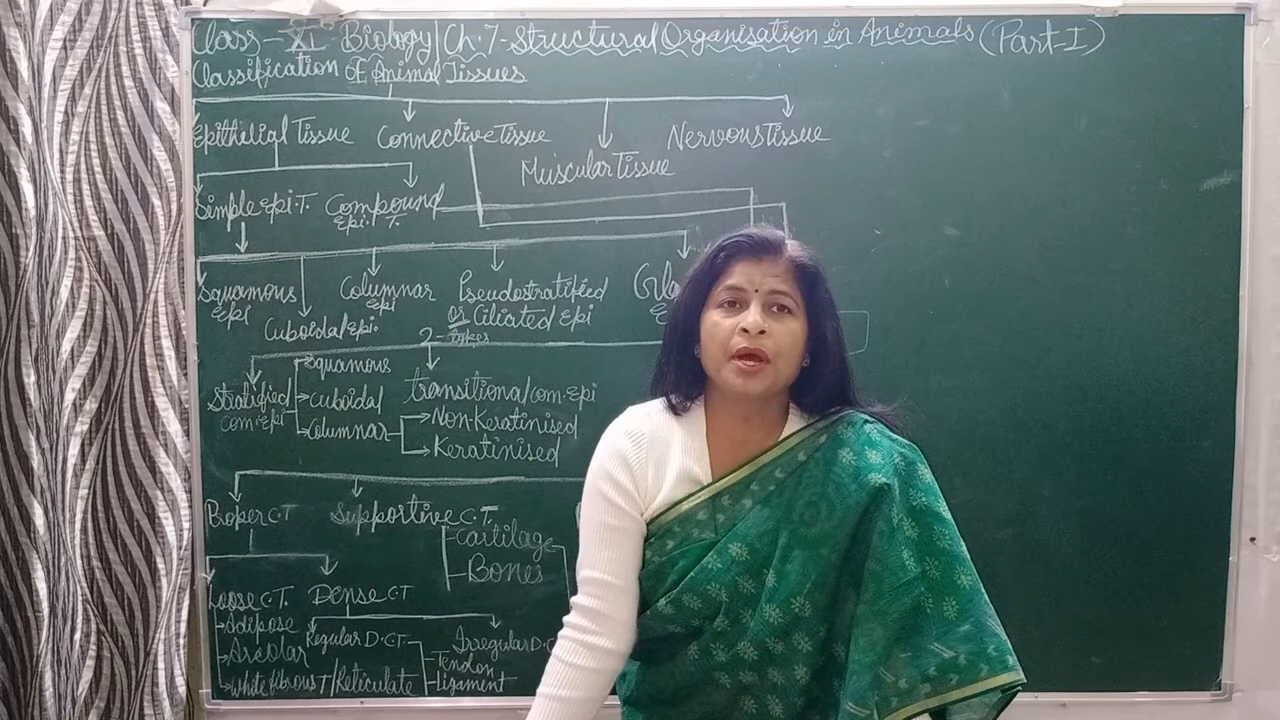 Class - XI Biology/Ch.7-Structural Organisation in Animals (Part-I)
Classification Of Animal Tissues
Epithelial Tissue Connective Tissue Nervous Tissue
Muscular Tissue
Simple Epi.T. Compound
Epi. T.
Squamous Columnar Pseudostratified
Epi Epi Or Ciliated Epi
Cuboidal Epi.
2- types
Squamous
Stratified Cuboidal transitional com. Epi
com. Epi Columnar Non-Keratinised
Keratinised
Proper C.T Supportive C.T.
Cartilage
Bones
Loose C.T. Dense C.T
Adipose Regular D.C.T. Irregular D.C
Areolar Tendon
White fibrous T/Reticulate Ligament